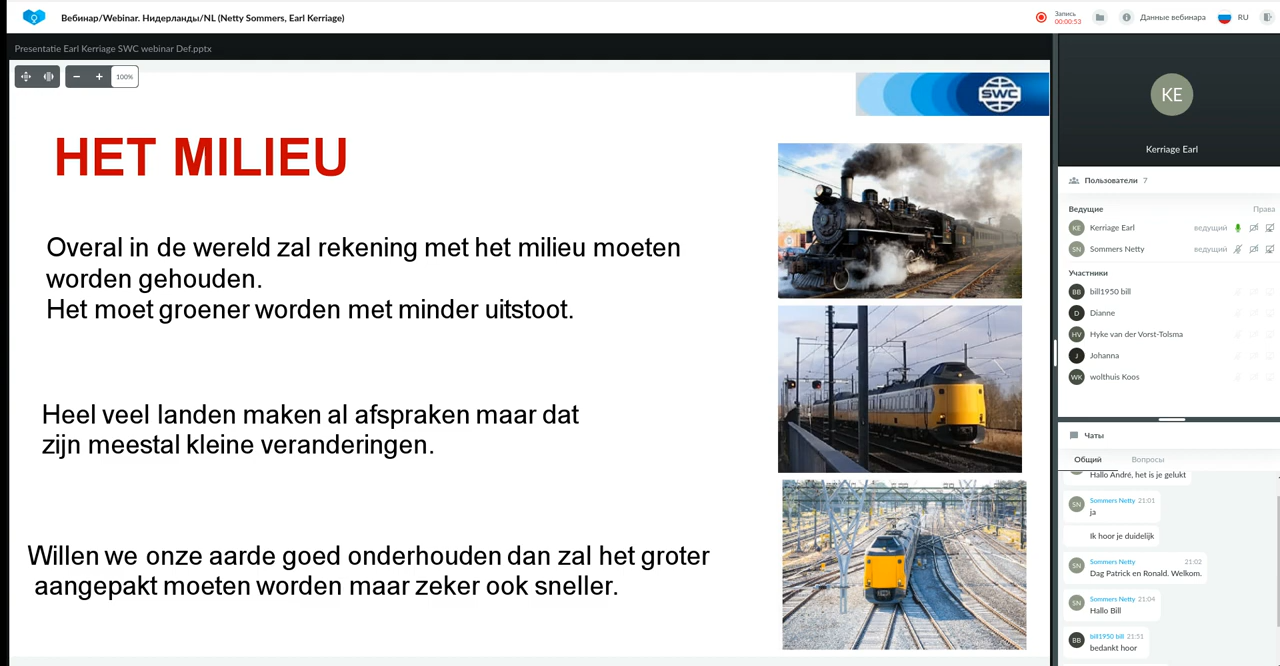 Вебинар/Webinar. Нидерланды/NL (Netty Sommers, Earl Kerriage)
Запись
00:00:53
Данные вебинара
RU
Presentatie Earl Kerriage SWC webinar Def.pptx
100%
SWC
HET MILIEU
Overal in de wereld zal rekening met het milieu moeten
worden gehouden.
Het moet groener worden met minder uitstoot.
Heel veel landen maken al afspraken maar dat
zijn meestal kleine veranderingen.
Willen we onze aarde goed onderhouden dan zal het groter
aangepakt moeten worden maar zeker ook sneller.
KE
Kerriage Earl
Пользователи 7
Ведущие Права
KE Kerriage Earl ведущий
SN Sommers Netty ведущий
Участники
BB bill1950 bill
D Dianne
HV Hyke van der Vorst-Tolsma
J Johanna
WK wolthuis Koos
Чаты
Общий Вопросы
Hallo André, het is je gelukt
SN Sommers Netty 21:01
ja
Ik hoor je duidelijk
SN Sommers Netty 21:02
Dag Patrick en Ronald. Welkom.
SN Sommers Netty 21:04
Hallo Bill
BB bill1950 bill 21:51
bedankt hoor